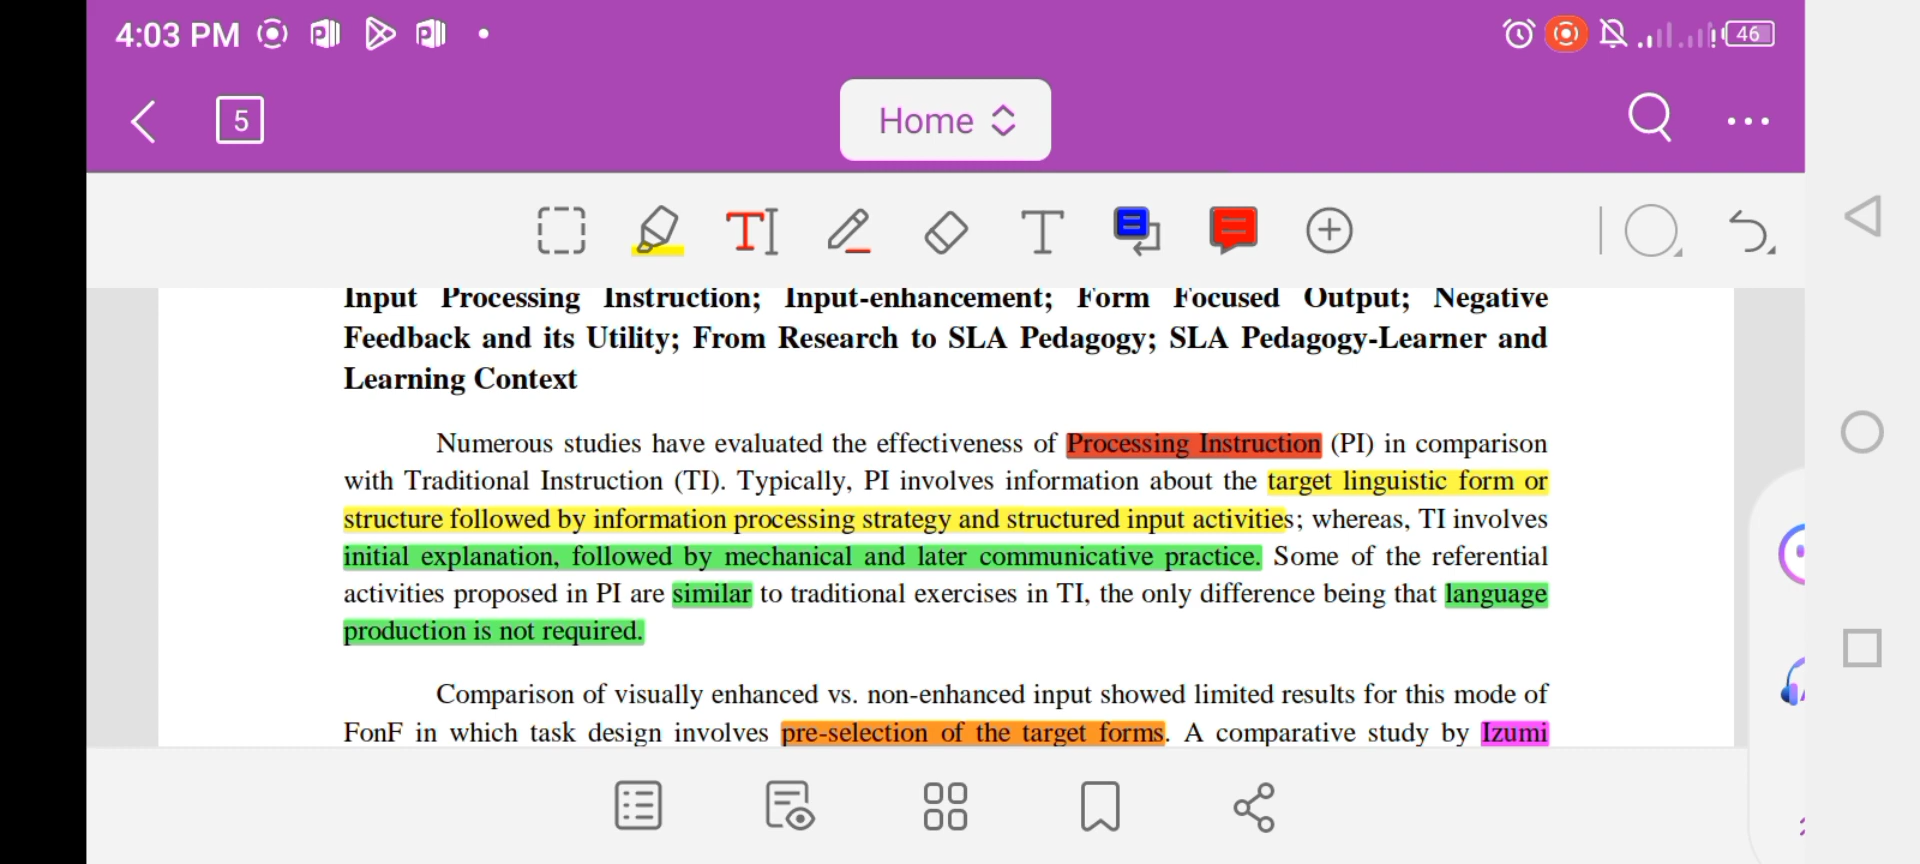 4:03 PM
46
5
Home
Input Processing Instruction; Input-enhancement; Form Focused Output; Negative
Feedback and its Utility; From Research to SLA Pedagogy; SLA Pedagogy-Learner and
Learning Context
Numerous studies have evaluated the effectiveness of Processing Instruction (PI) in comparison
with Traditional Instruction (TI). Typically, PI involves information about the target linguistic form or
structure followed by information processing strategy and structured input activities; whereas, TI involves
initial explanation, followed by mechanical and later communicative practice. Some of the referential
activities proposed in PI are similar to traditional exercises in TI, the only difference being that language
production is not required.
Comparison of visually enhanced vs. non-enhanced input showed limited results for this mode of
FonF in which task design involves pre-selection of the target forms. A comparative study by Izumi